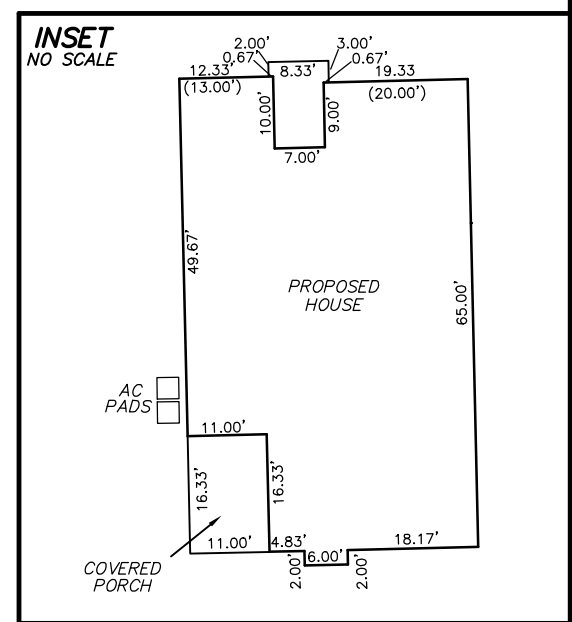 INSET
NO SCALE
2.00'
3.00'
0.67'
0.67'
12.33'
8.33'
19.33
(13.00')
(20.00')
10.00'
9.00'
7.00'
49.67'
PROPOSED
HOUSE
65.00'
AC
PADS
11.00'
16.33'
16.33'
11.00'
4.83'
6.00'
18.17'
2.00'
2.00'
COVERED
PORCH